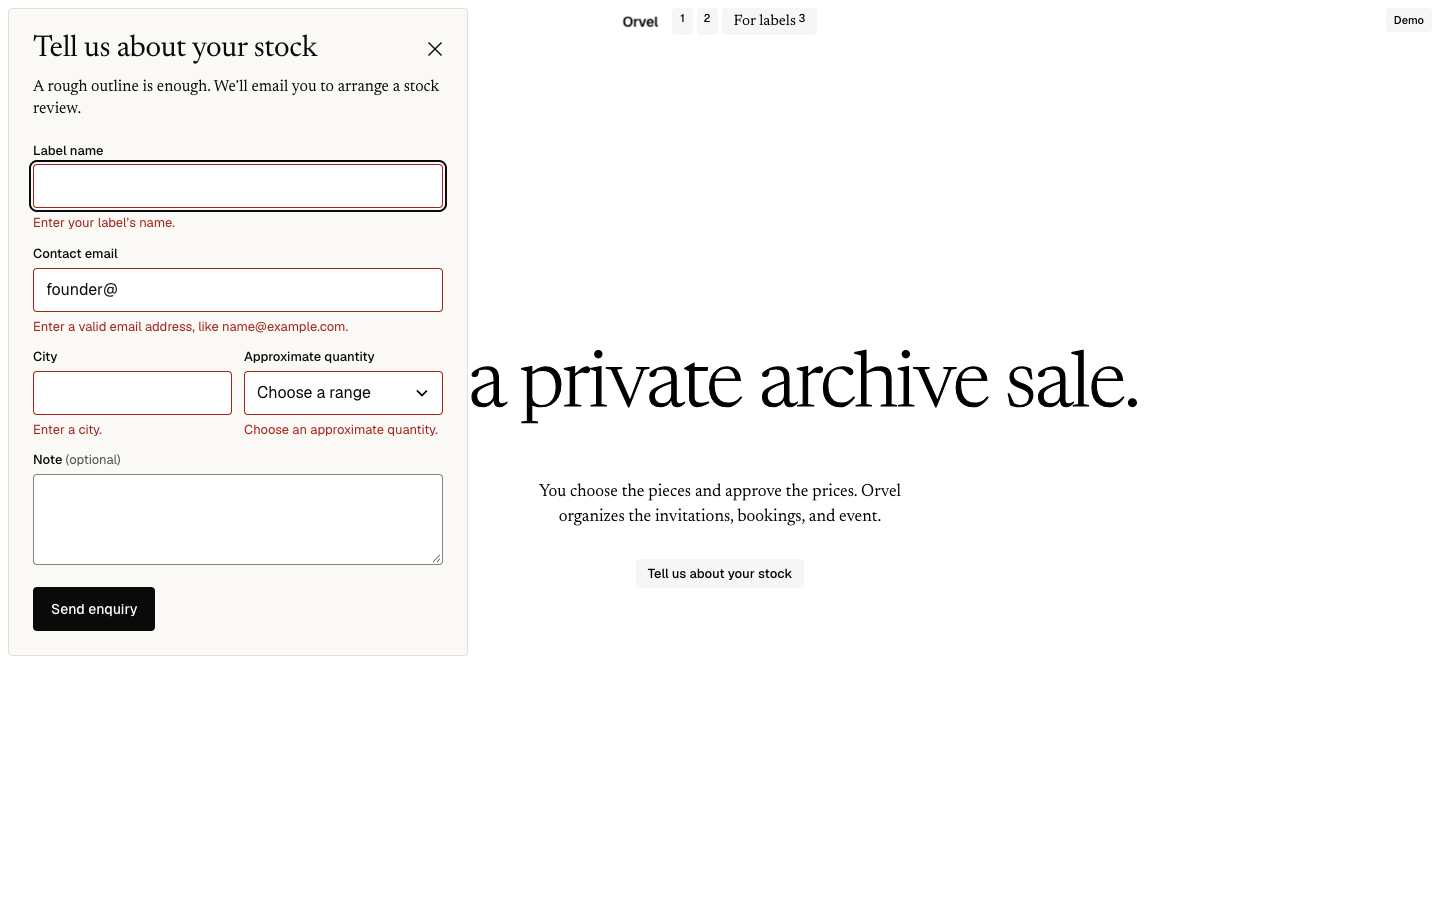 Tell us about your stock
A rough outline is enough. We’ll email you to arrange a stock
review.
Label name
Enter your label’s name.
Contact email
founder@
Enter a valid email address, like name@example.com.
City
Approximate quantity
Choose a range
Enter a city.
Choose an approximate quantity.
Note (optional)
Send enquiry
Orvel
1
2
For labels 3
Demo
a private archive sale.
You choose the pieces and approve the prices. Orvel
organizes the invitations, bookings, and event.
Tell us about your stock